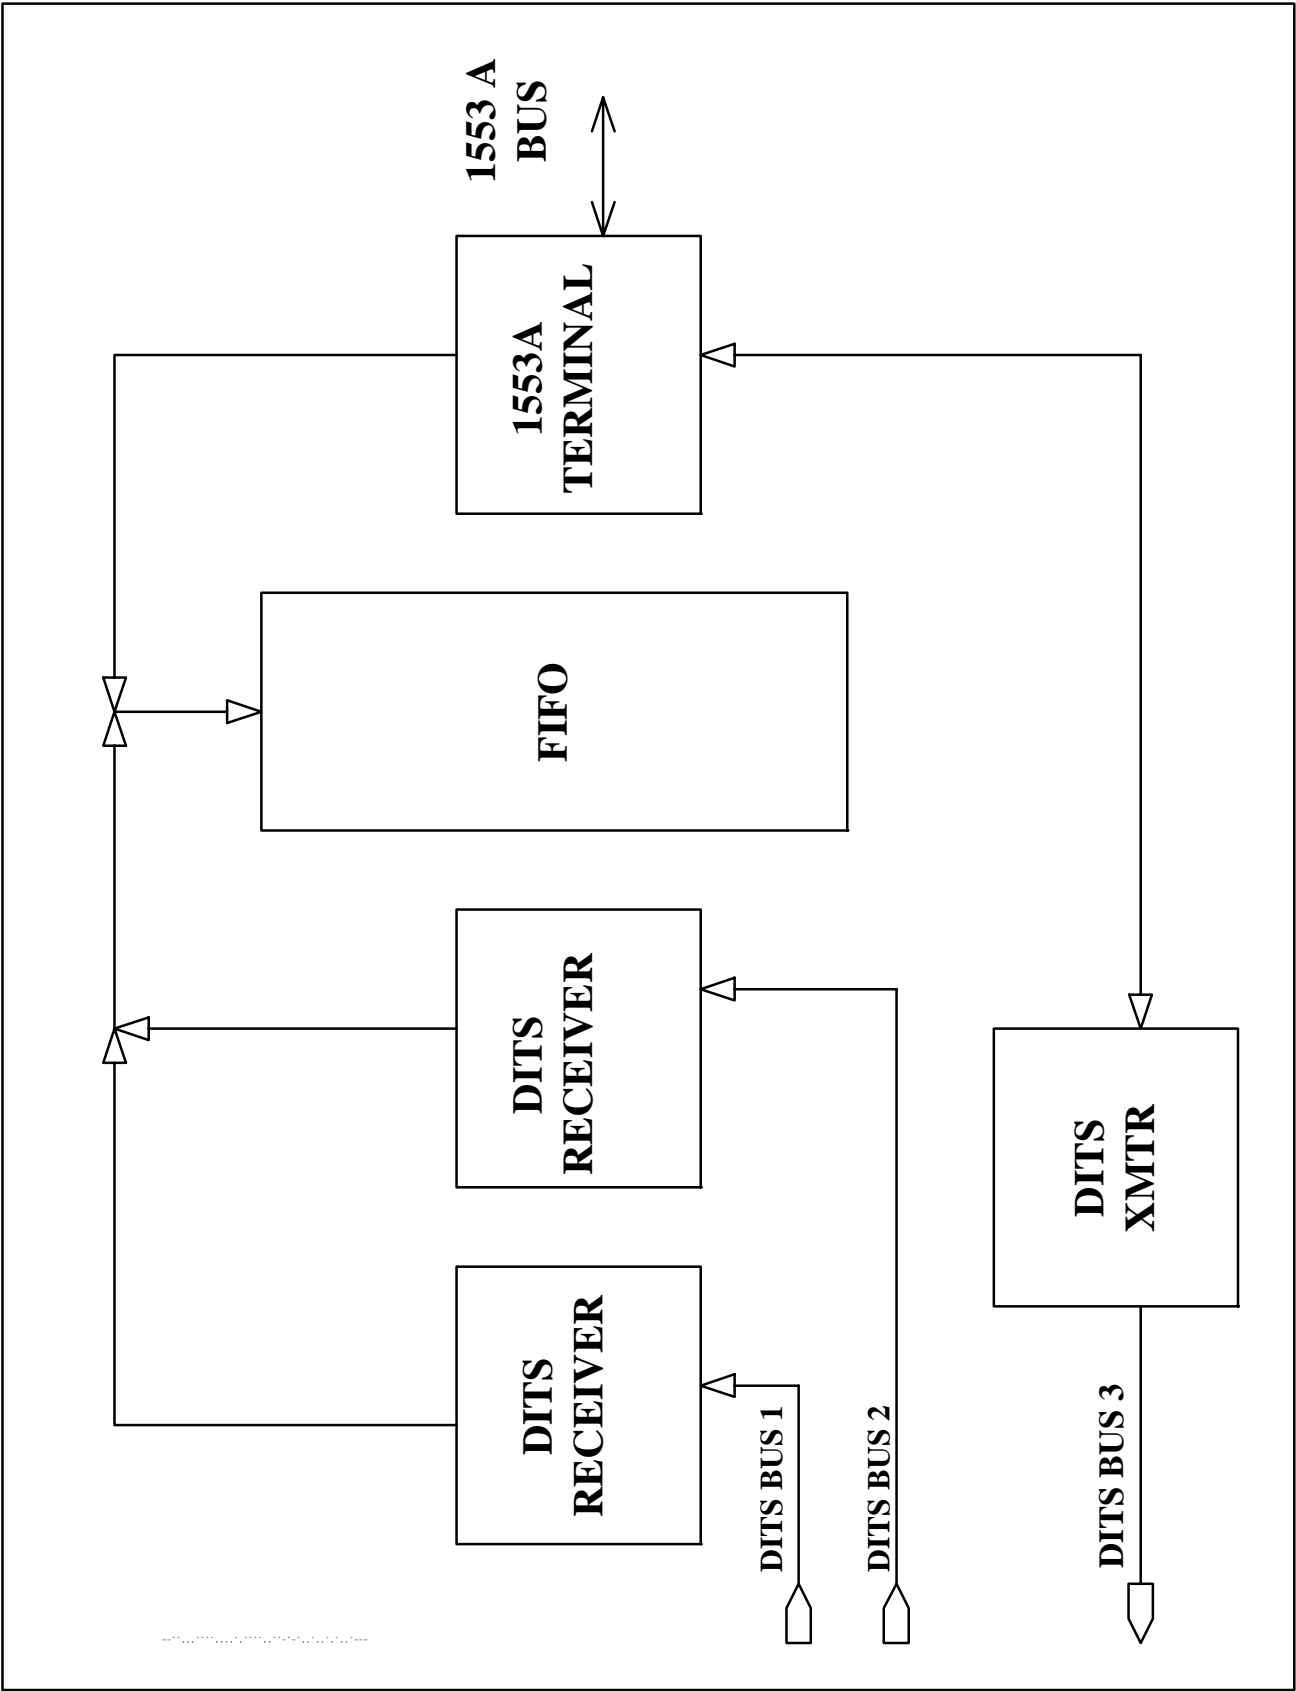 DITS
RECEIVER
DITS
RECEIVER
FIFO
1553A
TERMINAL
1553 A
BUS
DITS BUS 1
DITS BUS 2
DITS BUS 3
DITS
XMTR